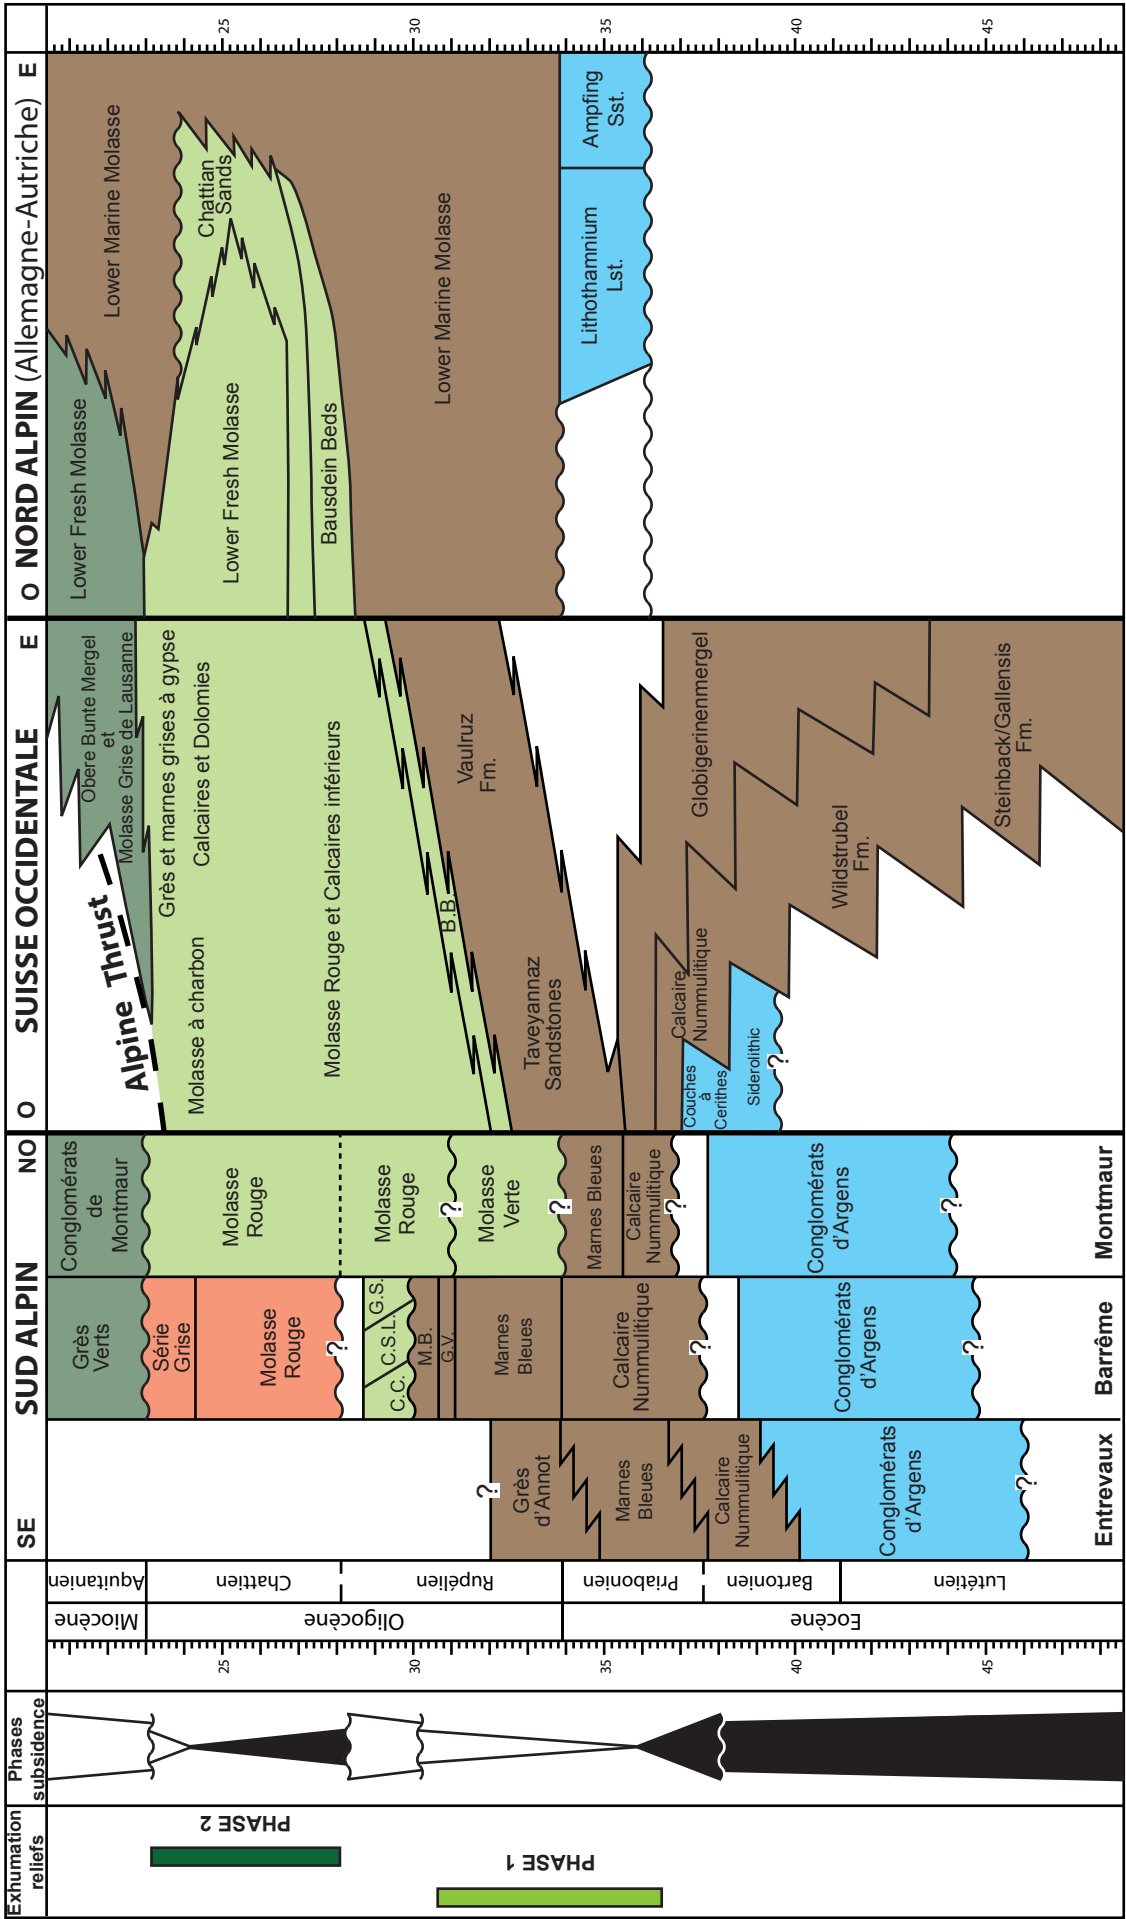 Exhumation
reliefs
PHASE 2
PHASE 1
Phases
subsidence
25
30
35
40
45
Miocène
Oligocène
Eocène
Aquitanien
Chattien
Rupélien
Priabonien
Bartonien
Lutétien
SE
SUD ALPIN
NO
?
Grès
d'Annot
Marnes
Bleues
Calcaire
Nummulitique
Conglomérats
d'Argens
?
Entrevaux
Grès
Verts
Série
Grise
Molasse
Rouge
?
C.C.
C.S.L.
G.S.
M.B.
G.V.
Marnes
Bleues
Calcaire
Nummulitique
?
Conglomérats
d'Argens
?
Barrême
Conglomérats
de
Montmaur
Molasse
Rouge
Molasse
Rouge
?
Molasse
Verte
?
Marnes Bleues
Calcaire
Nummulitique
?
Conglomérats
d'Argens
?
Montmaur
O
SUISSE OCCIDENTALE
E
Alpine Thrust
Obere Bunte Mergel
et
Molasse Grise de Lausanne
Grès et marnes grises à gypse
Molasse à charbon
Calcaires et Dolomies
Molasse Rouge et Calcaires inférieurs
B.B.
Vaulruz
Fm.
Taveyannaz
Sandstones
Globigerinenmergel
Calcaire
Nummulitique
Couches
à
Cerithes
Siderolithic
?
Wildstrubel
Fm.
Steinback/Gallensis
Fm.
O
NORD ALPIN (Allemagne-Autriche)
E
Lower Fresh Molasse
Lower Marine Molasse
Chattian
Sands
Lower Fresh Molasse
Bausdein Beds
Lower Marine Molasse
Lithothamnium
Lst.
Ampfing
Sst.
25
30
35
40
45